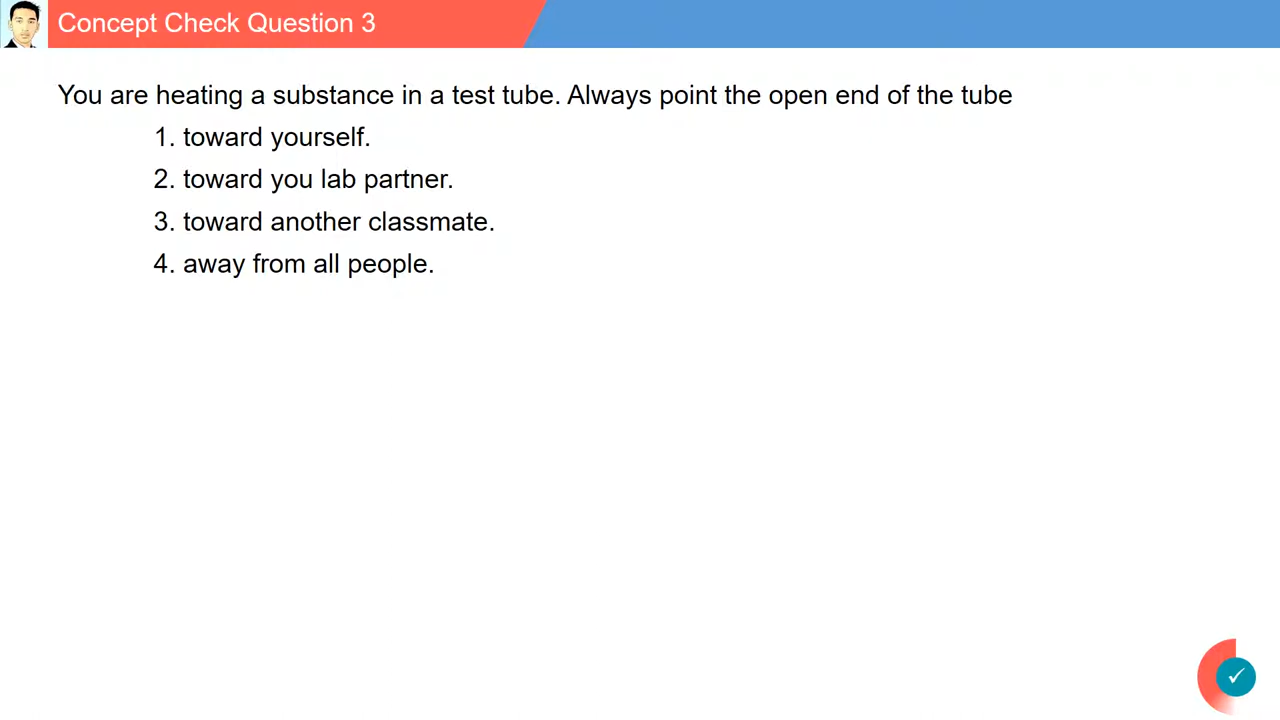 Concept Check Question 3
You are heating a substance in a test tube. Always point the open end of the tube
1. toward yourself.
2. toward you lab partner.
3. toward another classmate.
4. away from all people.